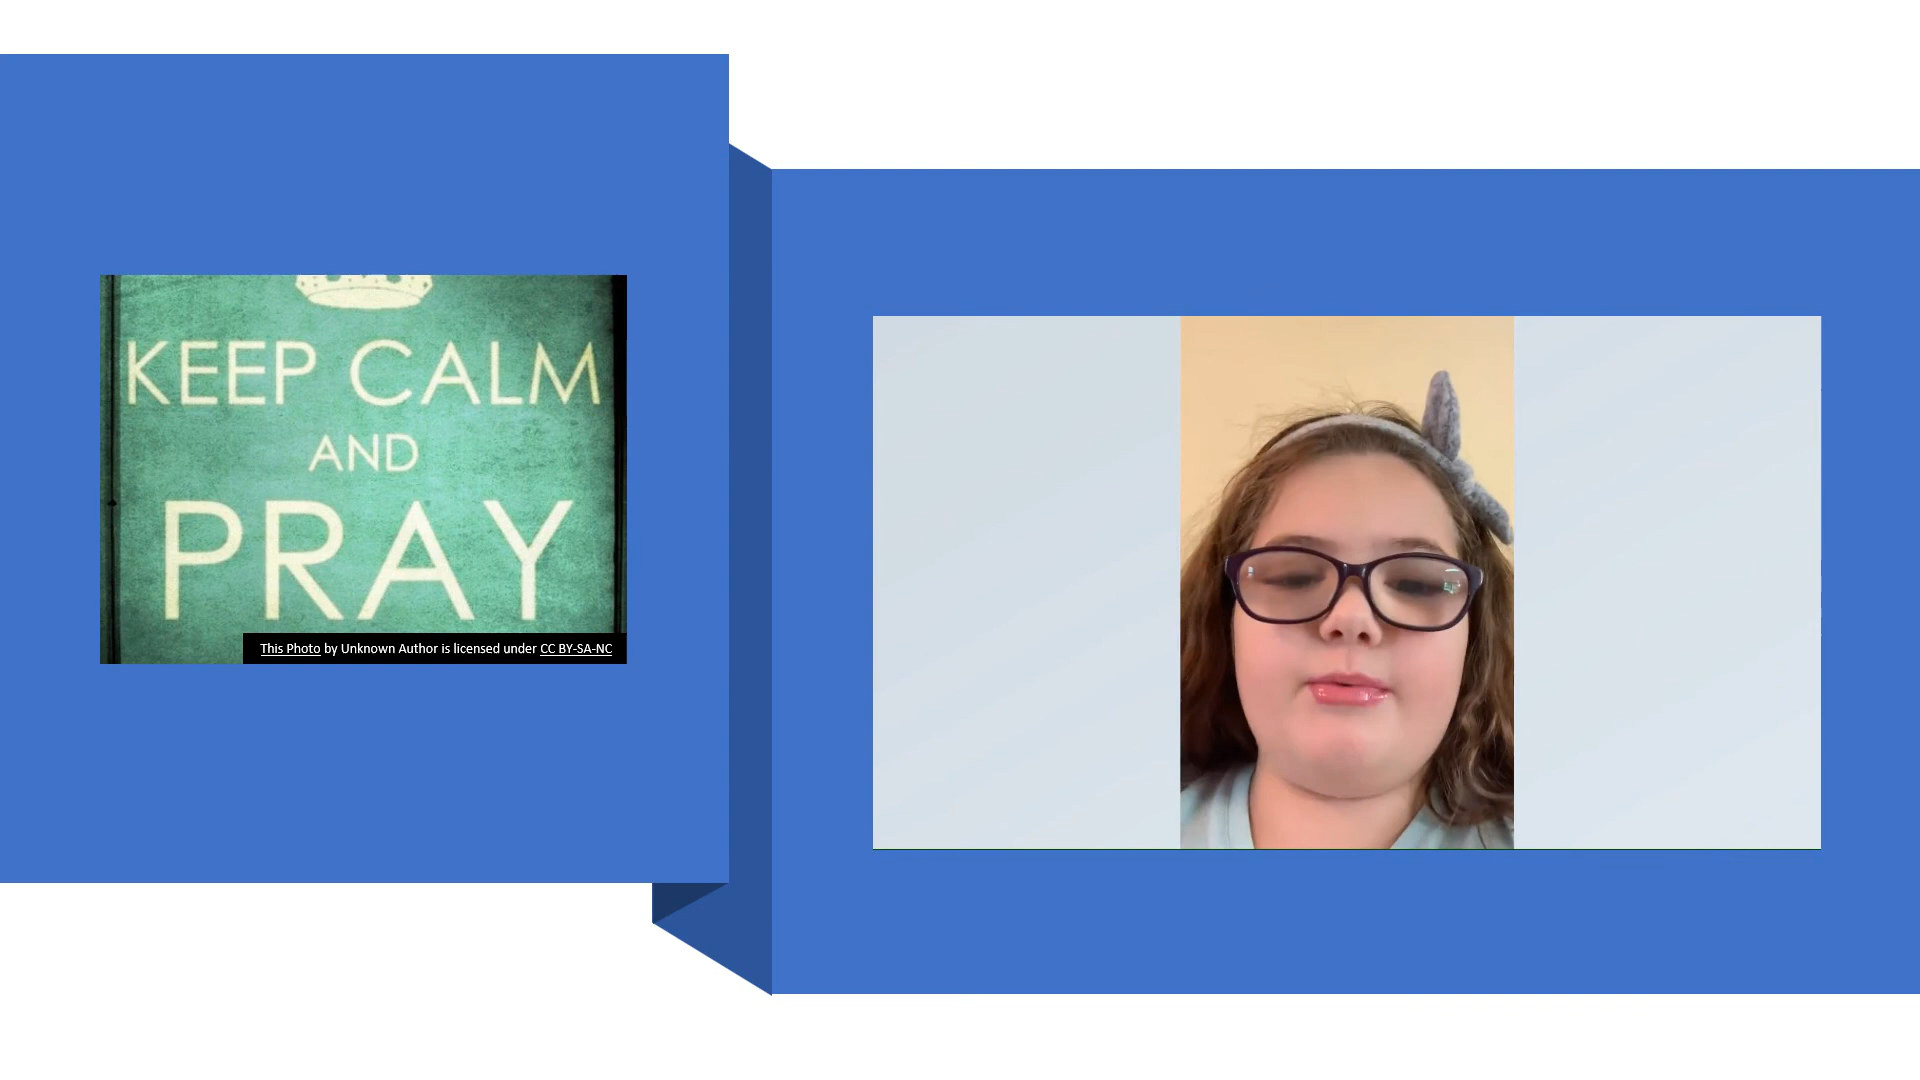 KEEP CALM
AND
PRAY
This Photo by Unknown Author is licensed under CC BY-SA-NC